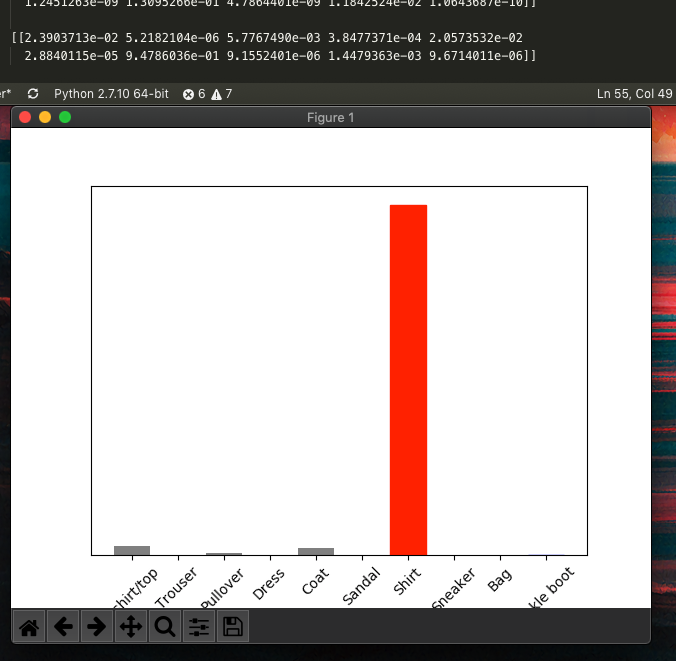 1.2451263e-09 1.3095266e-01 4.7864401e-09 1.1842524e-02 1.0643687e-10]]
[[2.3903713e-02 5.2182104e-06 5.7767490e-03 3.8477371e-04 2.0573532e-02
2.8840115e-05 9.4786036e-01 9.1552401e-06 1.4479363e-03 9.6714011e-06]]
er* Python 2.7.10 64-bit 6 7 Ln 55, Col 49
Figure 1
hirt/top Trouser Pullover Dress Coat Sandal Shirt Sneaker Bag kle boot